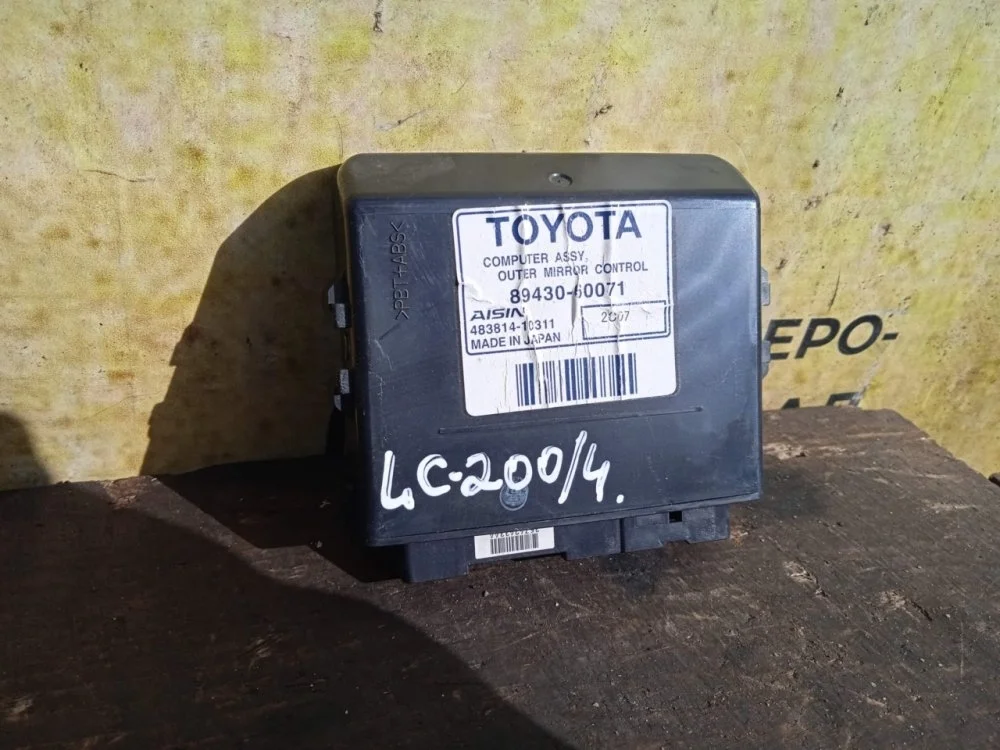 >PBT+ABS<
TOYOTA
COMPUTER ASSY,
OUTER MIRROR CONTROL
89430-60071
AISIN
483814-10311
2C07
MADE IN JAPAN
ЕРО-
LC-200/4.